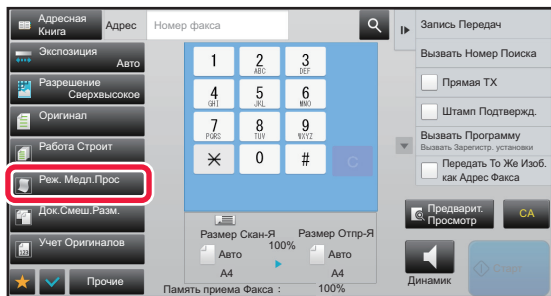 Адресная
Книга
Адрес
Номер факса
Экспозиция
Авто
Разрешение
Сверхвысокое
Оригинал
Работа Строит
Реж. Медл.Прос
Док.Смеш.Разм.
Учет Оригиналов
Прочие
1
2
ABC
3
DEF
4
GHI
5
JKL
6
MNO
7
PQRS
8
TUV
9
WXYZ
0
#
C
Размер Скан-Я
Размер Отпр-Я
100%
Авто
Авто
A4
A4
Память приема Факса :
100%
Запись Передач
Вызвать Номер Поиска
Прямая TX
Штамп Подтвержд.
Вызвать Программу
Вызвать Зарегистр. установки
Передать То Же Изоб.
как Адрес Факса
Предварит.
Просмотр
CA
Динамик
Старт